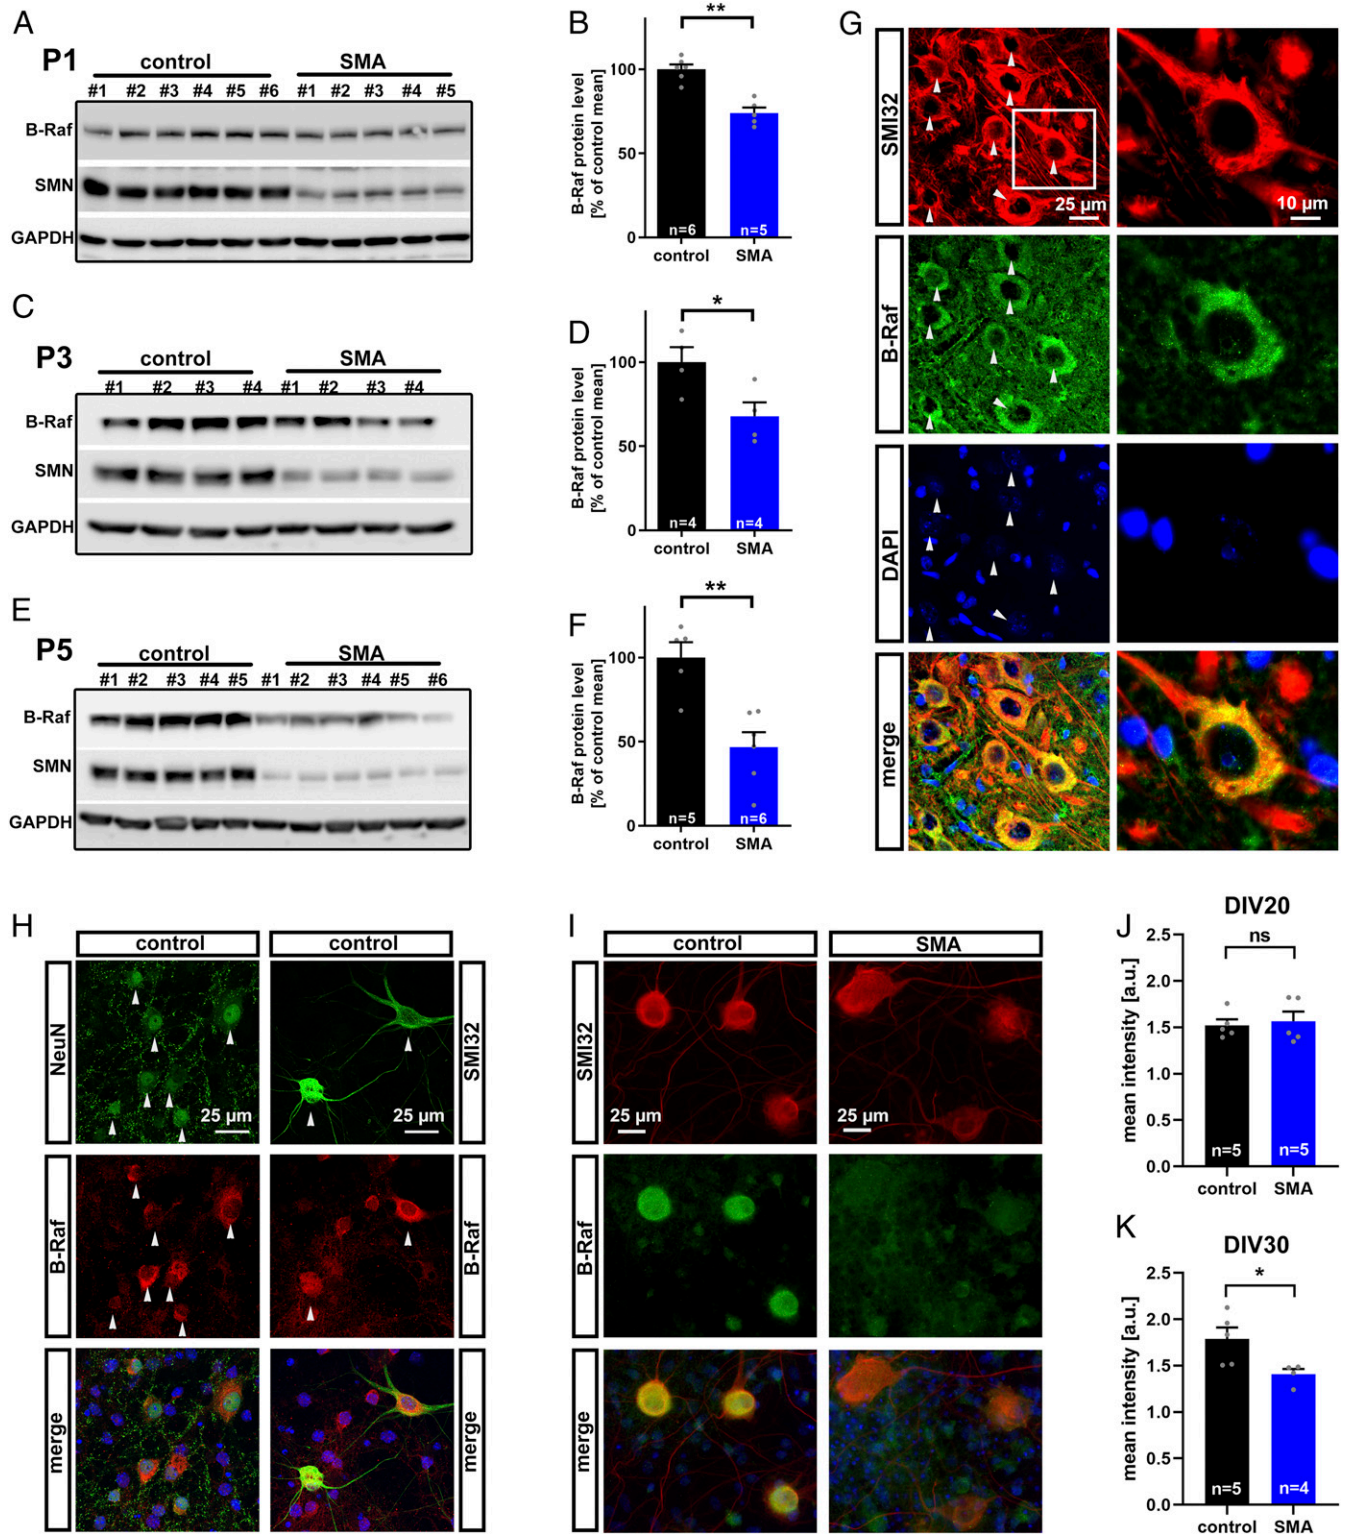 A
P1
control SMA
#1 #2 #3 #4 #5 #6 #1 #2 #3 #4 #5
B-Raf
SMN
GAPDH
B
**
B-Raf protein level
[% of control mean]
100
50
0
n=6 n=5
control SMA
C
P3
control SMA
#1 #2 #3 #4 #1 #2 #3 #4
B-Raf
SMN
GAPDH
D
*
B-Raf protein level
[% of control mean]
100
50
0
n=4 n=4
control SMA
E
P5
control SMA
#1 #2 #3 #4 #5 #1 #2 #3 #4 #5 #6
B-Raf
SMN
GAPDH
F
**
B-Raf protein level
[% of control mean]
100
50
0
n=5 n=6
control SMA
G
SMI32
25 µm 10 µm
B-Raf
DAPI
merge
H
control control
NeuN SMI32
25 µm 25 µm
B-Raf B-Raf
merge merge
I
control SMA
SMI32
25 µm 25 µm
B-Raf
merge
J
DIV20
ns
mean intensity [a.u.]
2.5
2.0
1.5
1.0
0.5
0.0
n=5 n=5
control SMA
K
DIV30
*
mean intensity [a.u.]
2.5
2.0
1.5
1.0
0.5
0.0
n=5 n=4
control SMA